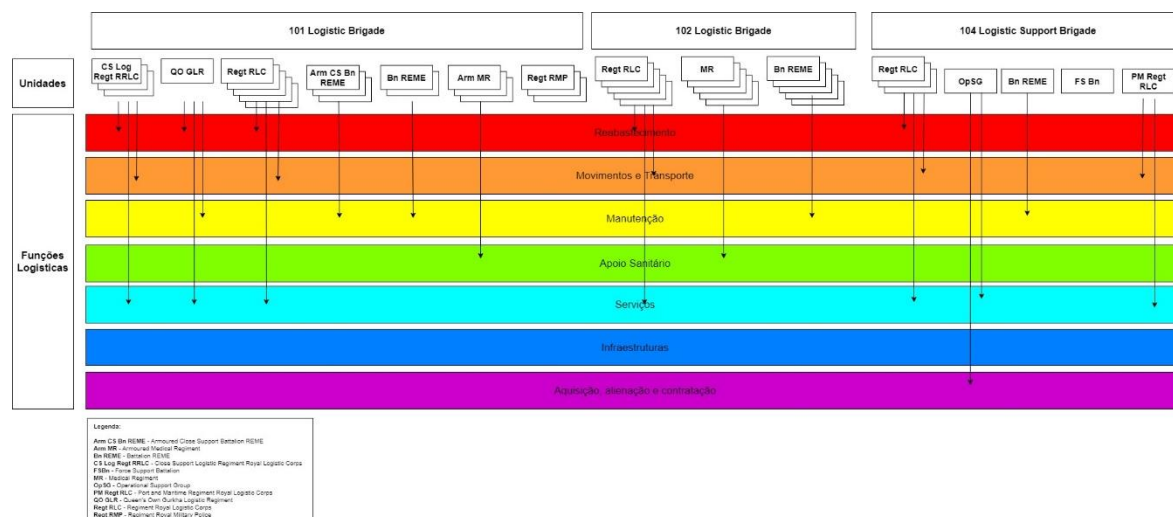 101 Logistic Brigade
102 Logistic Brigade
104 Logistic Support Brigade
Unidades
CS Log
Regt RRLC
QO GLR
Regt RLC
Arm CS Bn
REME
Bn REME
Arm MR
Regt RMP
Regt RLC
MR
Bn REME
Regt RLC
OpSG
Bn REME
FS Bn
PM Regt
RLC
Funções
Logisticas
Reabastecimento
Movimentos e Transporte
Manutenção
Apoio Sanitário
Serviços
Infraestruturas
Aquisição, alienação e contratação
Legenda:
Arm CS Bn REME - Armoured Close Support Battalion REME
Arm MR - Armoured Medical Regiment
Bn REME - Battalion REME
CS Log Regt RRLC - Close Support Logistic Regiment Royal Logistic Corps
FSBn - Force Support Battalion
MR - Medical Regiment
OpSG - Operational Support Group
PM Regt RLC - Port and Maritime Regiment Royal Logistic Corps
QO GLR - Queen's Own Gurkha Logistic Regiment
Regt RLC - Regiment Royal Logistic Corps
Regt RMP - Regiment Royal Military Police